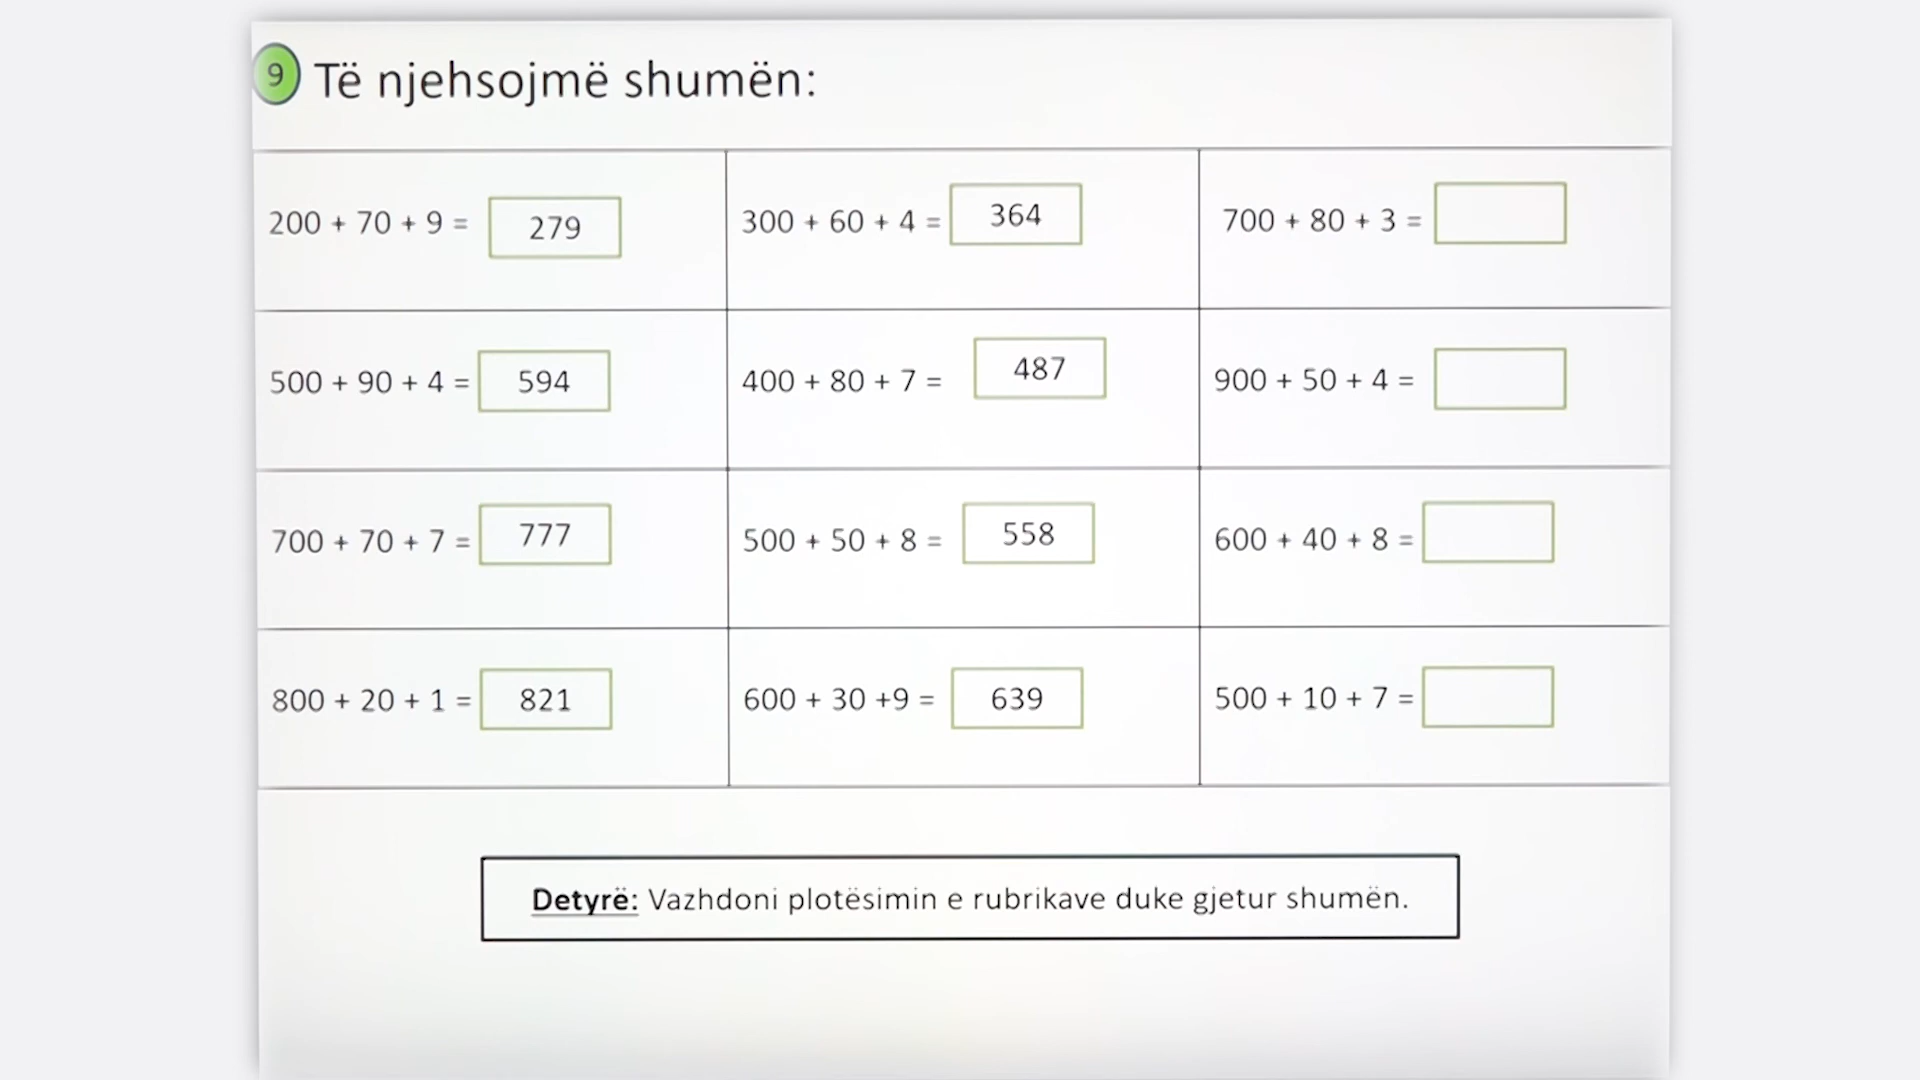 9 Të njehsojmë shumën:
200 + 70 + 9 = 279
300 + 60 + 4 = 364
700 + 80 + 3 =
500 + 90 + 4 = 594
400 + 80 + 7 = 487
900 + 50 + 4 =
700 + 70 + 7 = 777
500 + 50 + 8 = 558
600 + 40 + 8 =
800 + 20 + 1 = 821
600 + 30 +9 = 639
500 + 10 + 7 =
Detyrë: Vazhdoni plotësimin e rubrikave duke gjetur shumën.